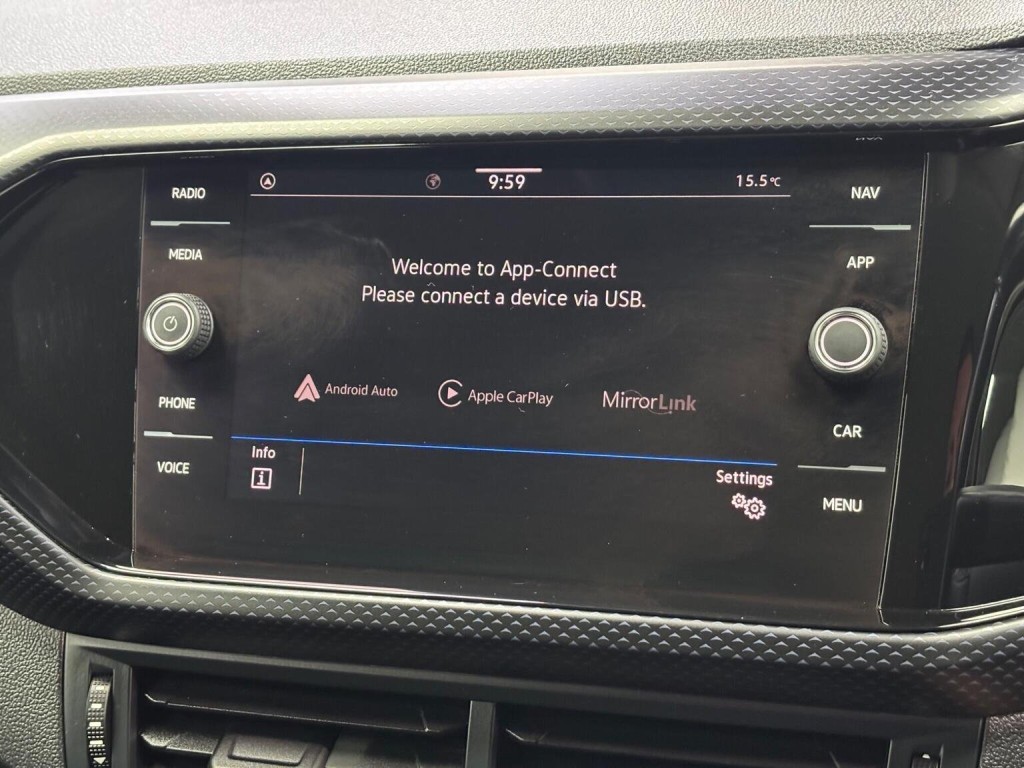 9:59
15.5°C
RADIO
MEDIA
PHONE
VOICE
NAV
APP
CAR
MENU
Welcome to App-Connect
Please connect a device via USB.
Android Auto
Apple CarPlay
MirrorLink
Info
i
Settings